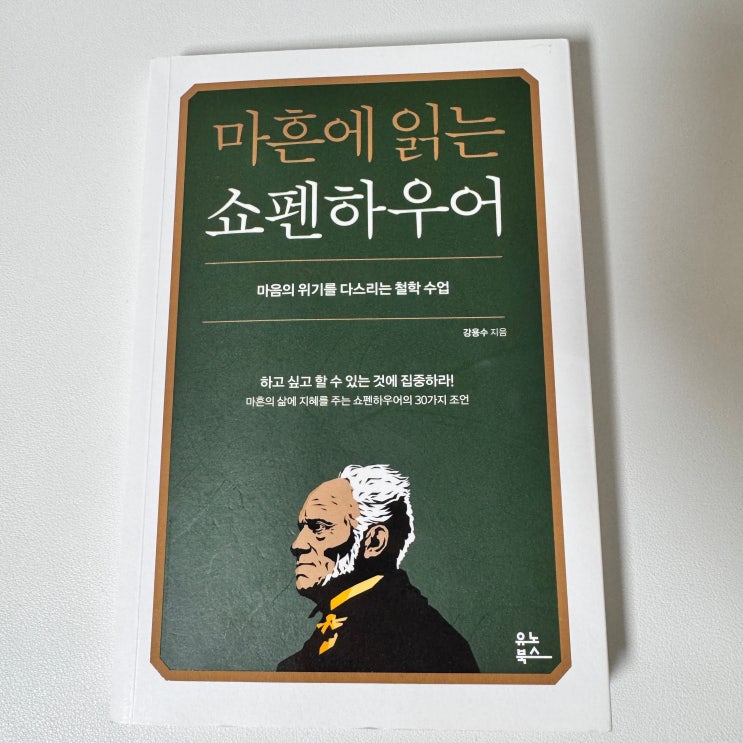 마흔에 읽는
쇼펜하우어
마음의 위기를 다스리는 철학 수업
강용수 지음
하고 싶고 할 수 있는 것에 집중하라!
마흔의 삶에 지혜를 주는 쇼펜하우어의 30가지 조언
유노
북스